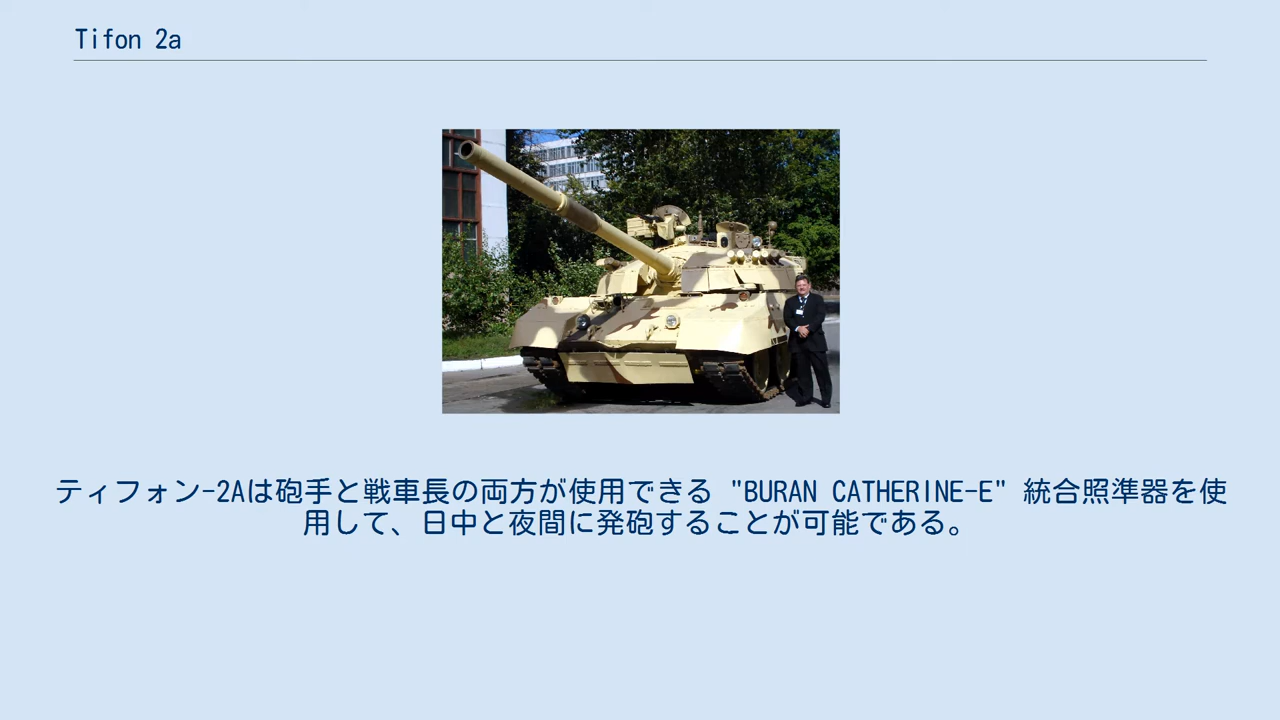 Tifon 2a
ティフォン-2Aは砲手と戦車長の両方が使用できる "BURAN CATHERINE-E" 統合照準器を使
用して、日中と夜間に発砲することが可能である。